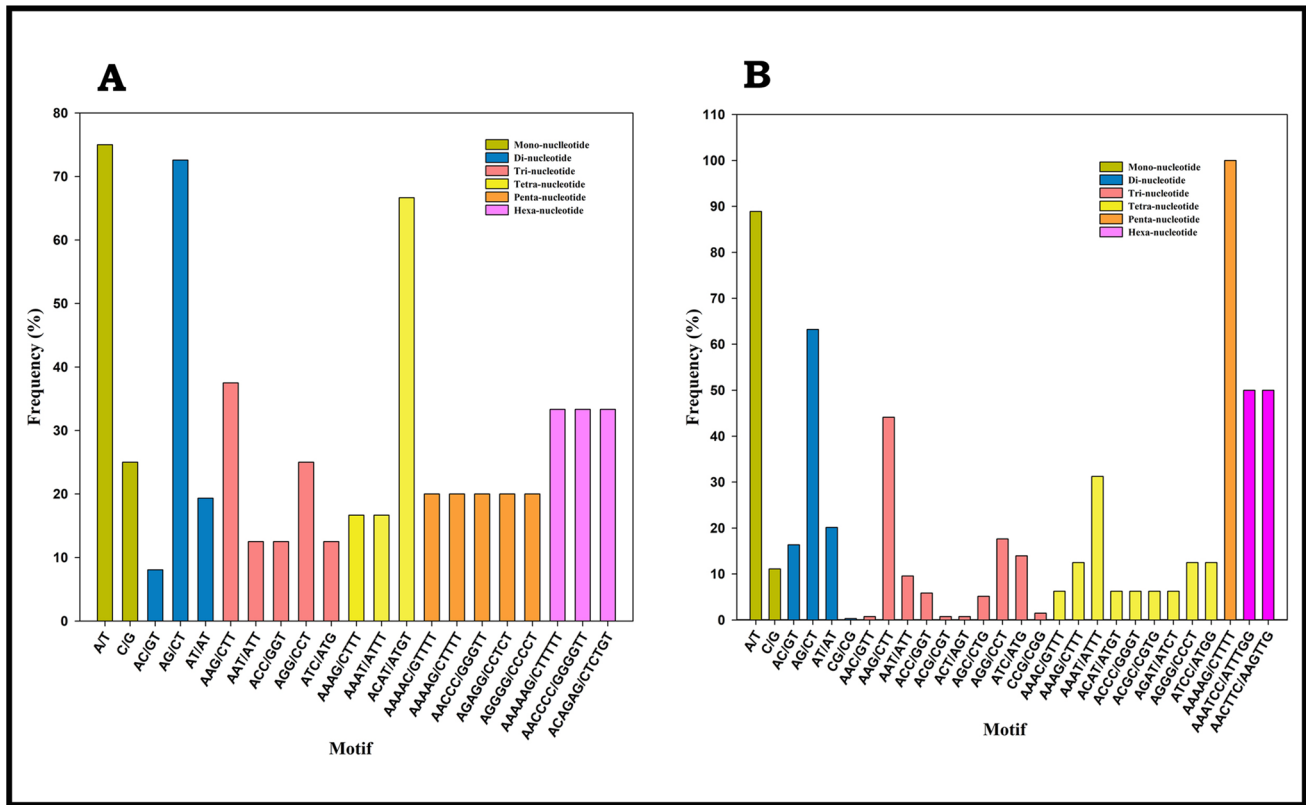 A
80
70
60
50
40
30
20
10
0
Frequency (%)
Mono-nuclleotide
Di-nucleotide
Tri-nucleotide
Tetra-nucleotide
Penta-nucleotide
Hexa-nucleotide
A/T
C/G
AC/GT
AG/CT
AT/AT
AAG/CTT
AAT/ATT
ACC/GGT
AGG/CCT
ATC/ATG
AAAG/CTTT
AAAT/ATTT
ACAT/ATGT
AAAAC/GTTTT
AAAAG/CTTTT
AACCC/GGGTT
AGAGG/CCTCT
AGGGG/CCCCT
AAAAAG/CTTTTT
AACCCC/GGGGTT
ACAGAG/CTCTGT
Motif
B
110
100
90
80
70
60
50
40
30
20
10
0
Frequency (%)
Mono-nucleotide
Di-nucleotide
Tri-nucleotide
Tetra-nucleotide
Penta-nucleotide
Hexa-nucleotide
A/T
C/G
AC/GT
AG/CT
AT/AT
CG/CG
AAC/GTT
AAG/CTT
AAT/ATT
ACC/GGT
ACG/CGT
ACT/AGT
AGC/CTG
AGG/CCT
ATC/ATG
CCG/CGG
AAAC/GTTT
AAAG/CTTT
AAAT/ATTT
ACAT/ATGT
ACCC/GGGT
ACGC/CGTG
AGAT/ATCT
AGGG/CCCT
ATCC/ATGG
AAAAG/CTTTT
AAATCC/ATTTGG
AACTTC/AAGTTG
Motif